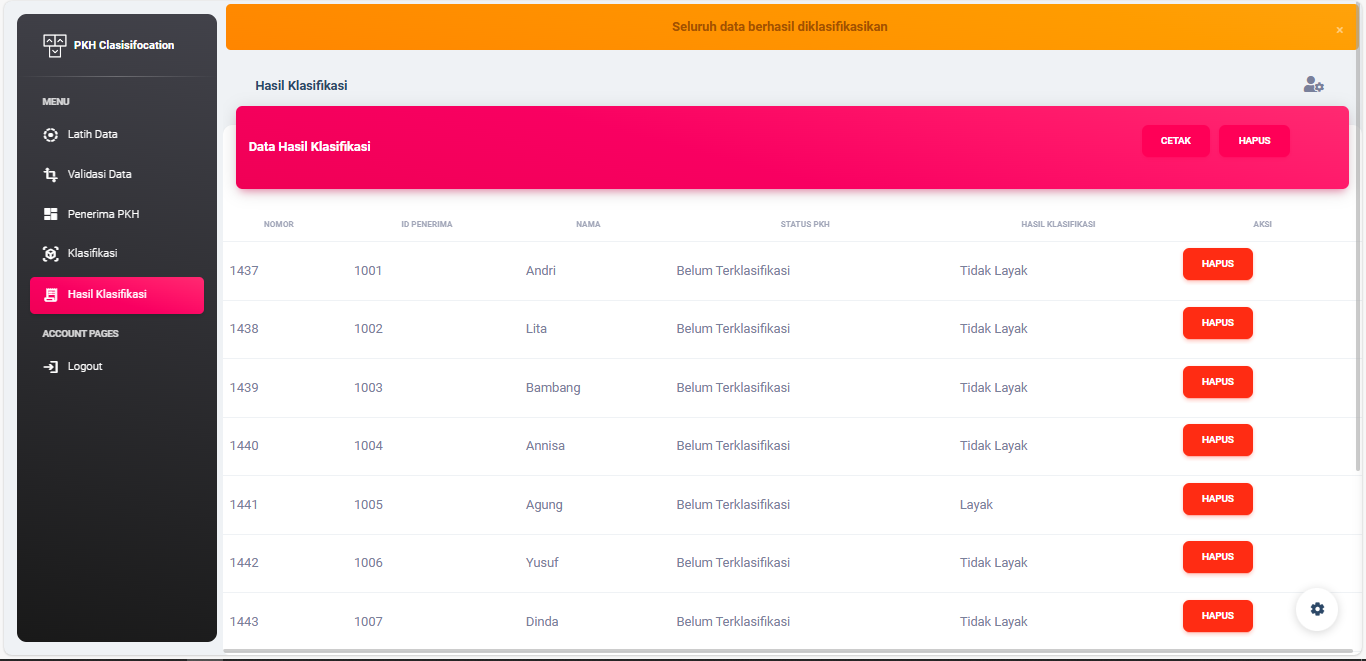 PKH Clasisifocation
MENU
Latih Data
Validasi Data
Penerima PKH
Klasifikasi
Hasil Klasifikasi
ACCOUNT PAGES
Logout
Seluruh data berhasil diklasifikasikan ×
Hasil Klasifikasi
Data Hasil Klasifikasi CETAK HAPUS
NOMOR ID PENERIMA NAMA STATUS PKH HASIL KLASIFIKASI AKSI
1437 1001 Andri Belum Terklasifikasi Tidak Layak HAPUS
1438 1002 Lita Belum Terklasifikasi Tidak Layak HAPUS
1439 1003 Bambang Belum Terklasifikasi Tidak Layak HAPUS
1440 1004 Annisa Belum Terklasifikasi Tidak Layak HAPUS
1441 1005 Agung Belum Terklasifikasi Layak HAPUS
1442 1006 Yusuf Belum Terklasifikasi Tidak Layak HAPUS
1443 1007 Dinda Belum Terklasifikasi Tidak Layak HAPUS